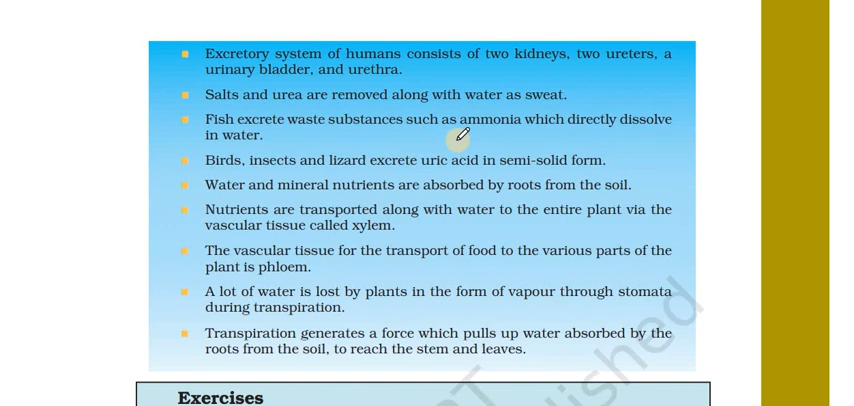 Excretory system of humans consists of two kidneys, two ureters, a
urinary bladder, and urethra.
Salts and urea are removed along with water as sweat.
Fish excrete waste substances such as ammonia which directly dissolve
in water.
Birds, insects and lizard excrete uric acid in semi-solid form.
Water and mineral nutrients are absorbed by roots from the soil.
Nutrients are transported along with water to the entire plant via the
vascular tissue called xylem.
The vascular tissue for the transport of food to the various parts of the
plant is phloem.
A lot of water is lost by plants in the form of vapour through stomata
during transpiration.
Transpiration generates a force which pulls up water absorbed by the
roots from the soil, to reach the stem and leaves.
Exercises